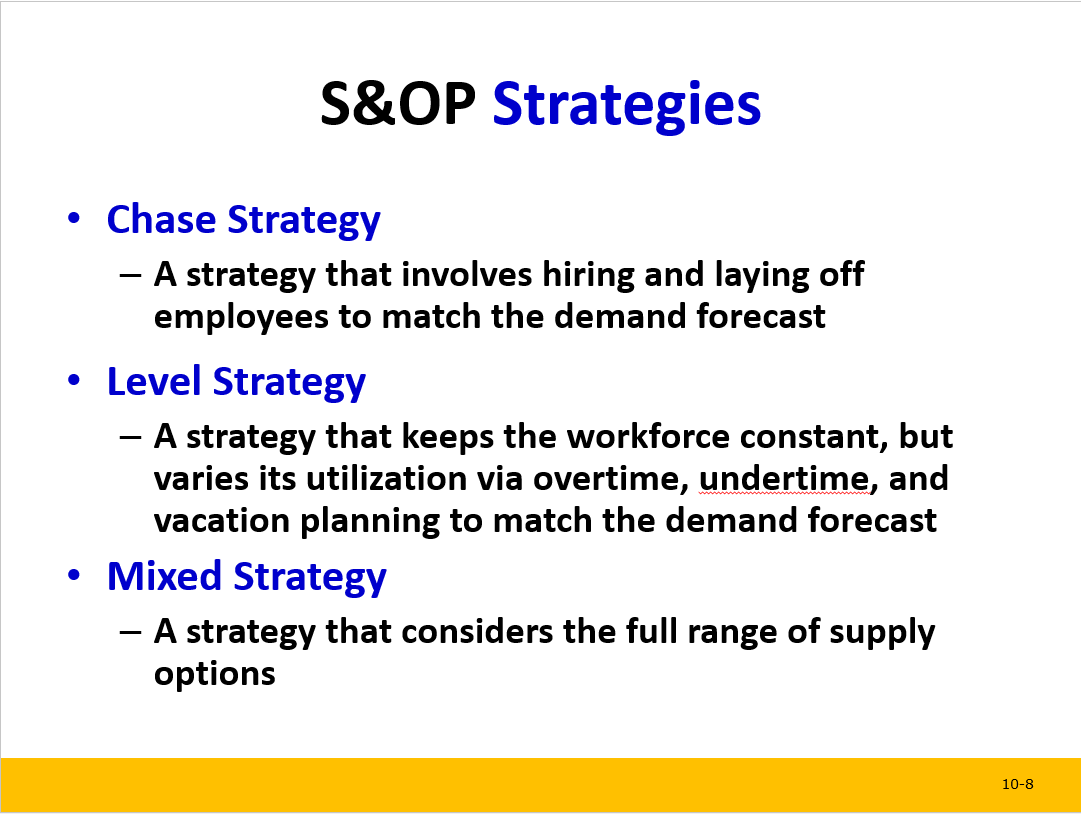 S&OP Strategies
• Chase Strategy
– A strategy that involves hiring and laying off
employees to match the demand forecast
• Level Strategy
– A strategy that keeps the workforce constant, but
varies its utilization via overtime, undertime, and
vacation planning to match the demand forecast
• Mixed Strategy
– A strategy that considers the full range of supply
options
10-8